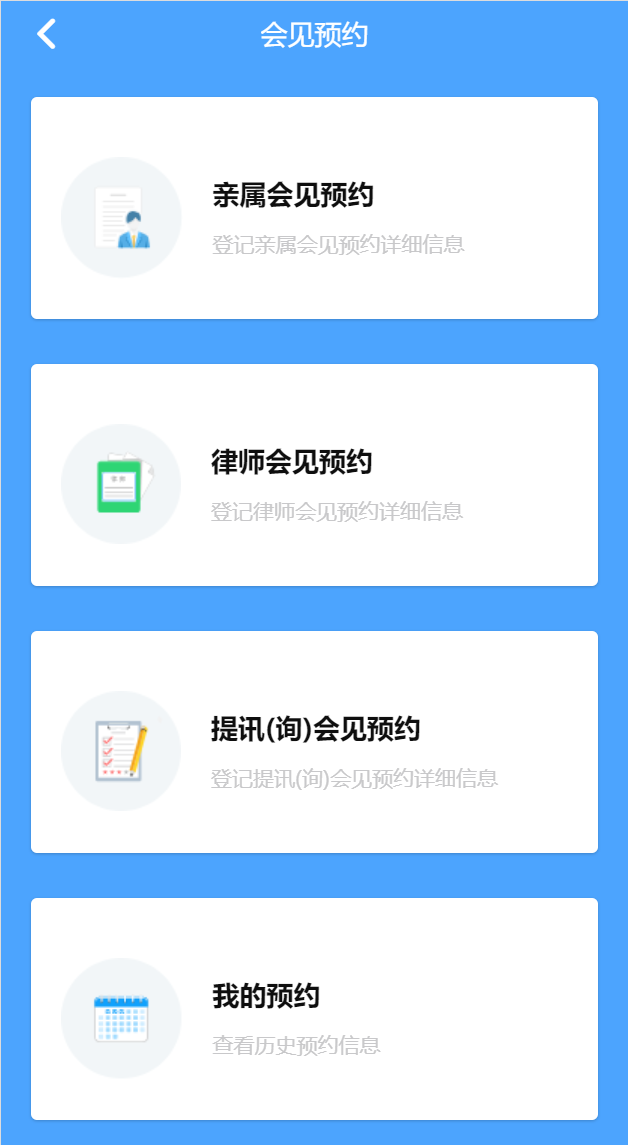 会见预约
亲属会见预约
登记亲属会见预约详细信息
律师会见预约
登记律师会见预约详细信息
提讯(询)会见预约
登记提讯(询)会见预约详细信息
我的预约
查看历史预约信息